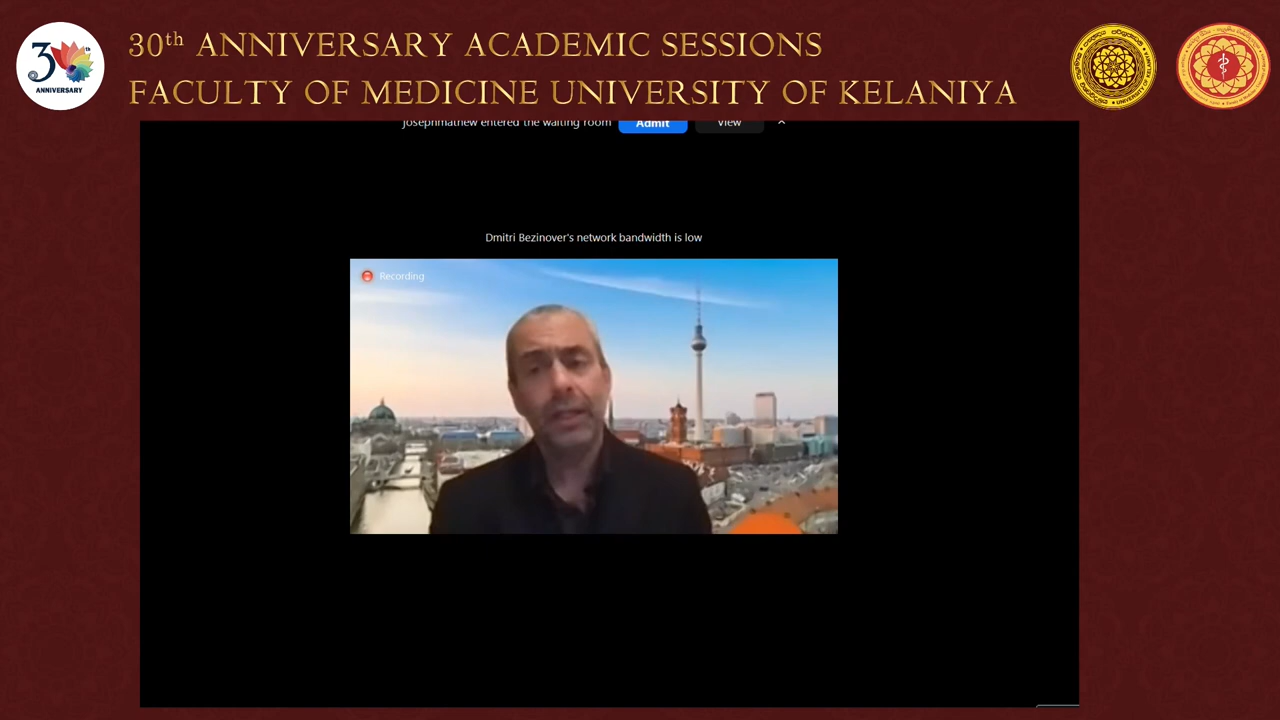 30th
ANNIVERSARY
30th ANNIVERSARY ACADEMIC SESSIONS
FACULTY OF MEDICINE UNIVERSITY OF KELANIYA
josephmathew entered the waiting room Admit View
Dmitri Bezinover's network bandwidth is low
Recording